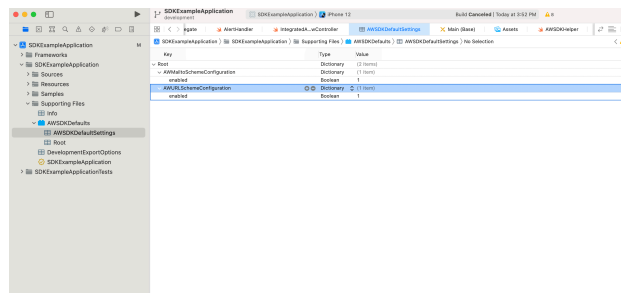 SDKExampleApplication
development
SDKExampleApplication
iPhone 12
Build Canceled | Today at 3:52 PM
8
egate
AlertHandler
IntegratedA...wController
AWSDKDefaultSettings
Main (Base)
Assets
AWSDKHelper
SDKExampleApplication
SDKExampleApplication
Supporting Files
AWSDKDefaults
AWSDKDefaultSettings
No Selection
SDKExampleApplication M
Frameworks
SDKExampleApplication
Sources
Resources
Samples
Supporting Files
Info
AWSDKDefaults
AWSDKDefaultSettings
Root
DevelopmentExportOptions
SDKExampleApplication
SDKExampleApplicationTests
Key Type Value
Root Dictionary (2 items)
AWMailtoSchemeConfiguration Dictionary (1 item)
enabled Boolean 1
AWURLSchemeConfiguration Dictionary (1 item)
enabled Boolean 1